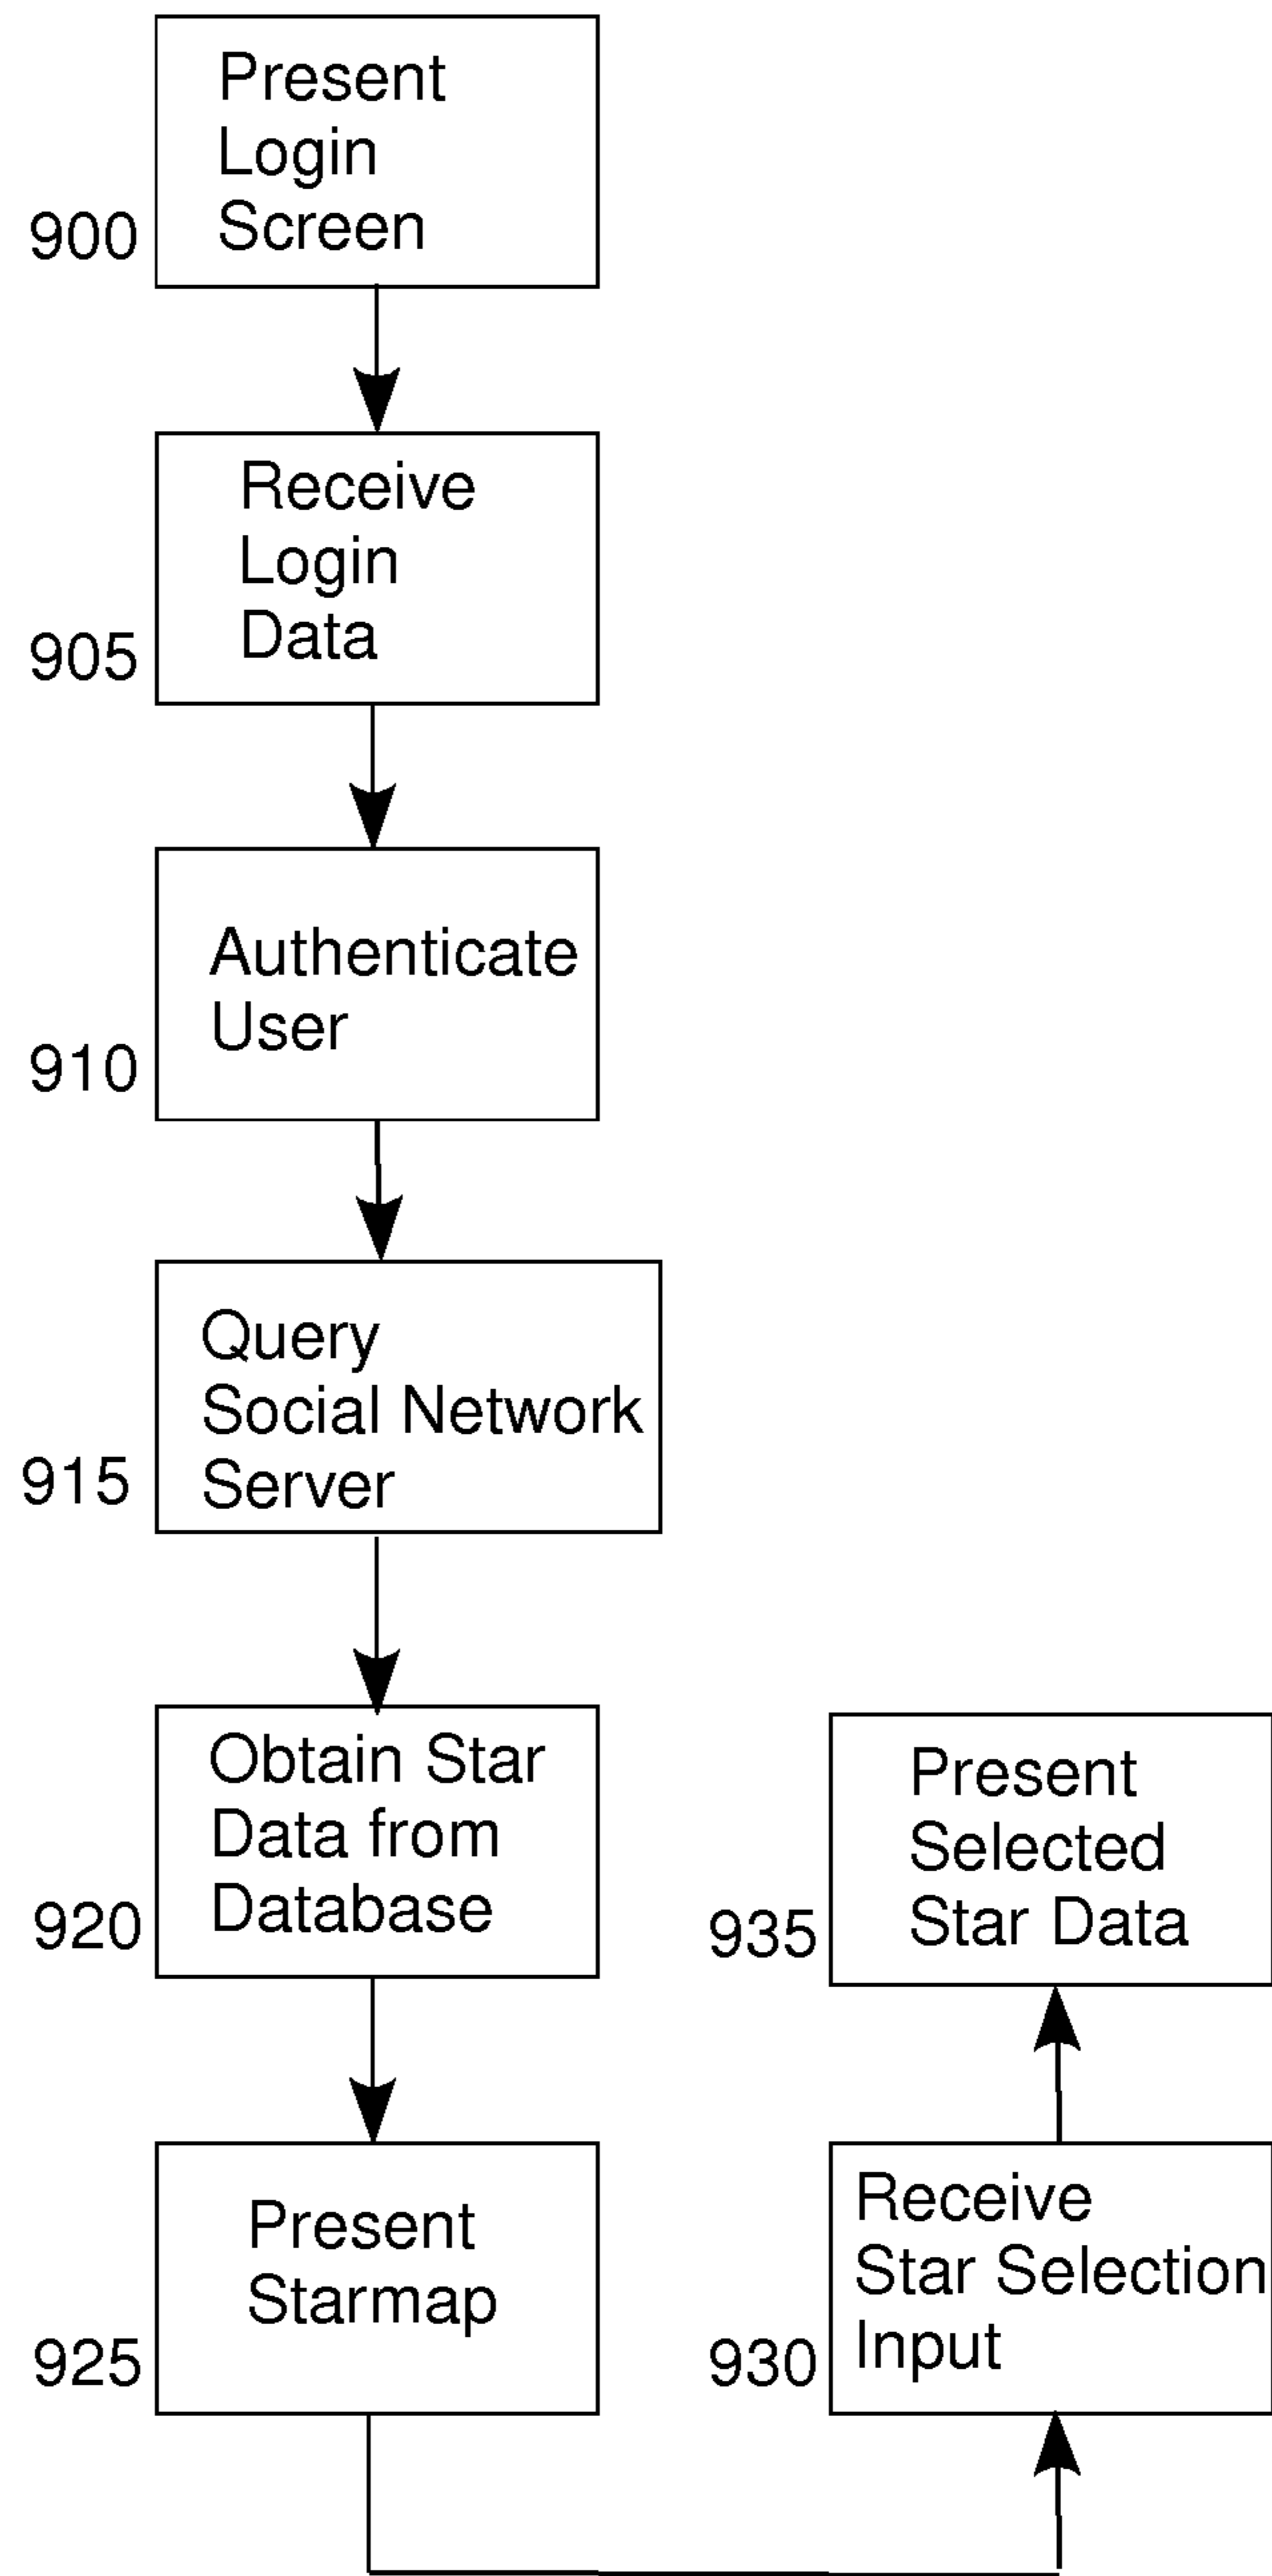 Present
Login
Screen
900
Receive
Login
Data
905
Authenticate
User
910
Query
Social Network
Server
915
Obtain Star
Data from
Database
920
Present
Starmap
925
Receive
Star Selection
Input
930
Present
Selected
Star Data
935